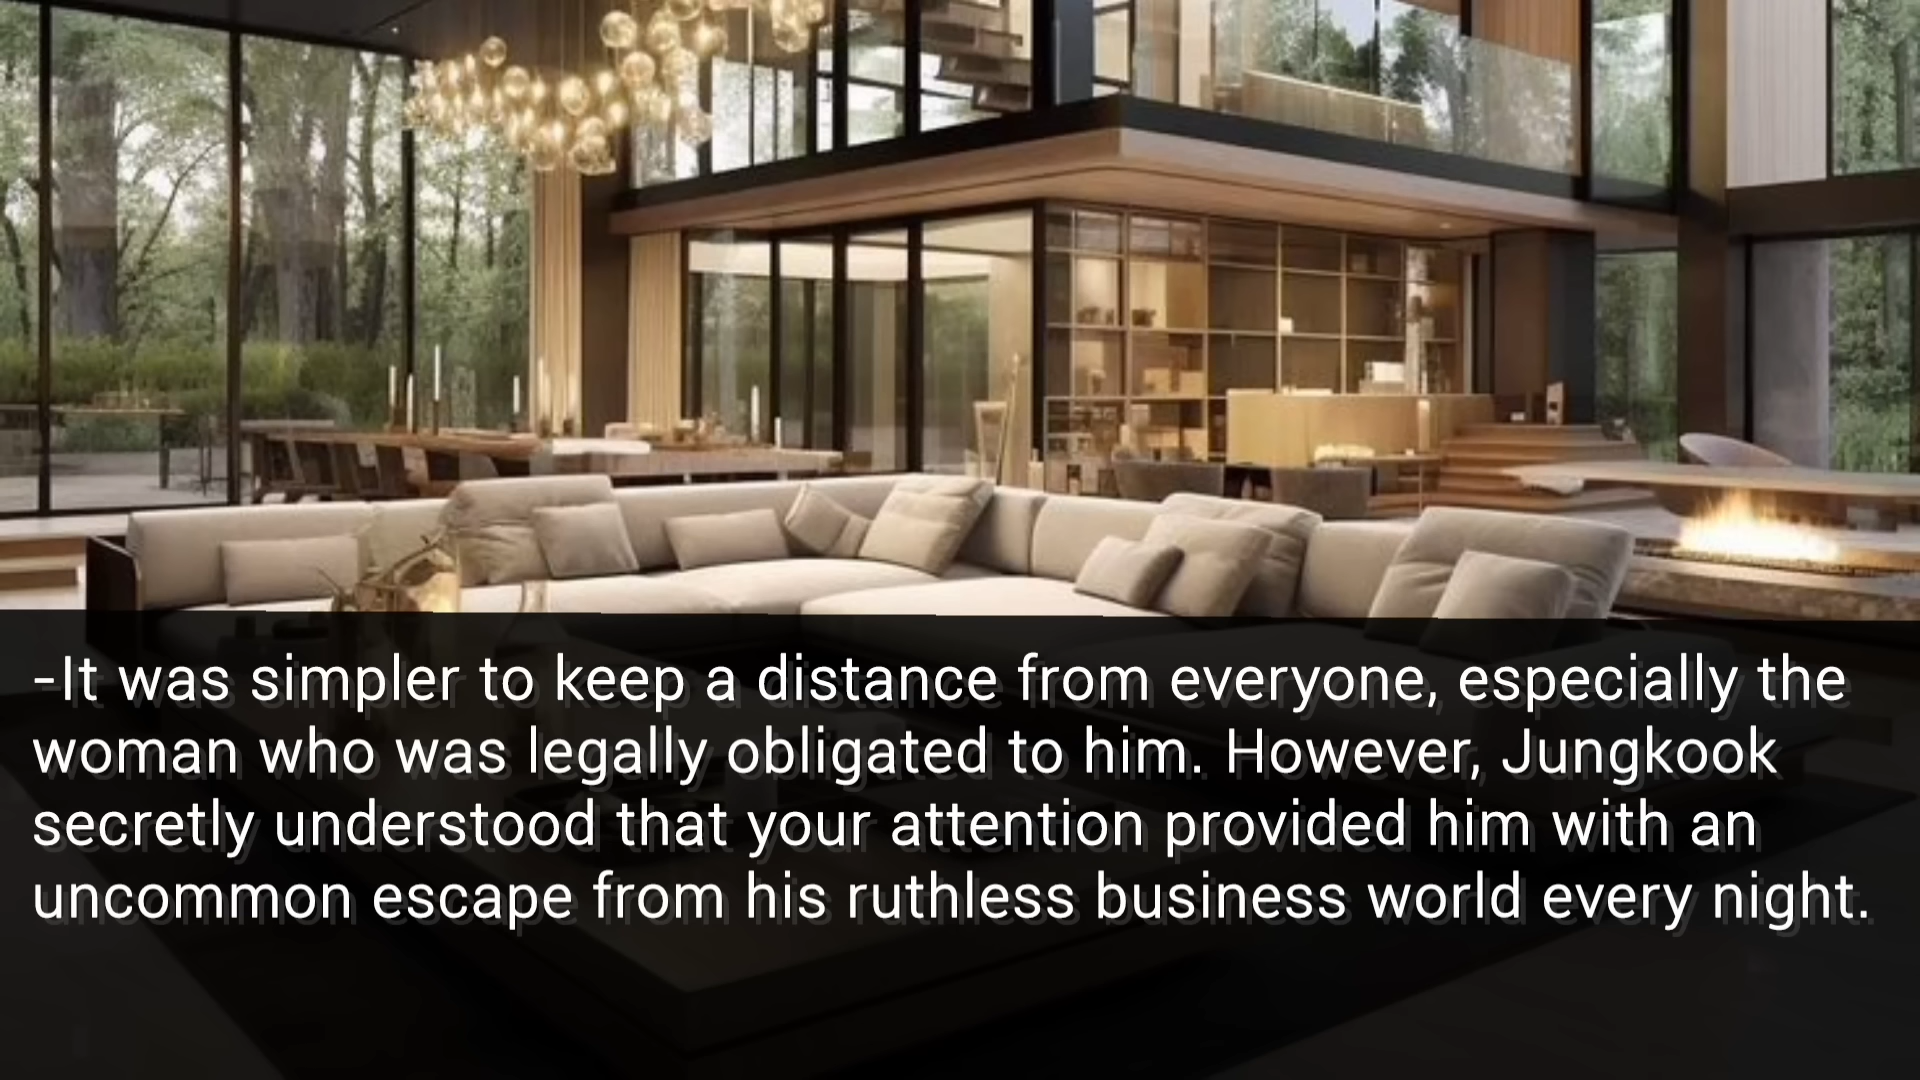 -It was simpler to keep a distance from everyone, especially the
woman who was legally obligated to him. However, Jungkook
secretly understood that your attention provided him with an
uncommon escape from his ruthless business world every night.